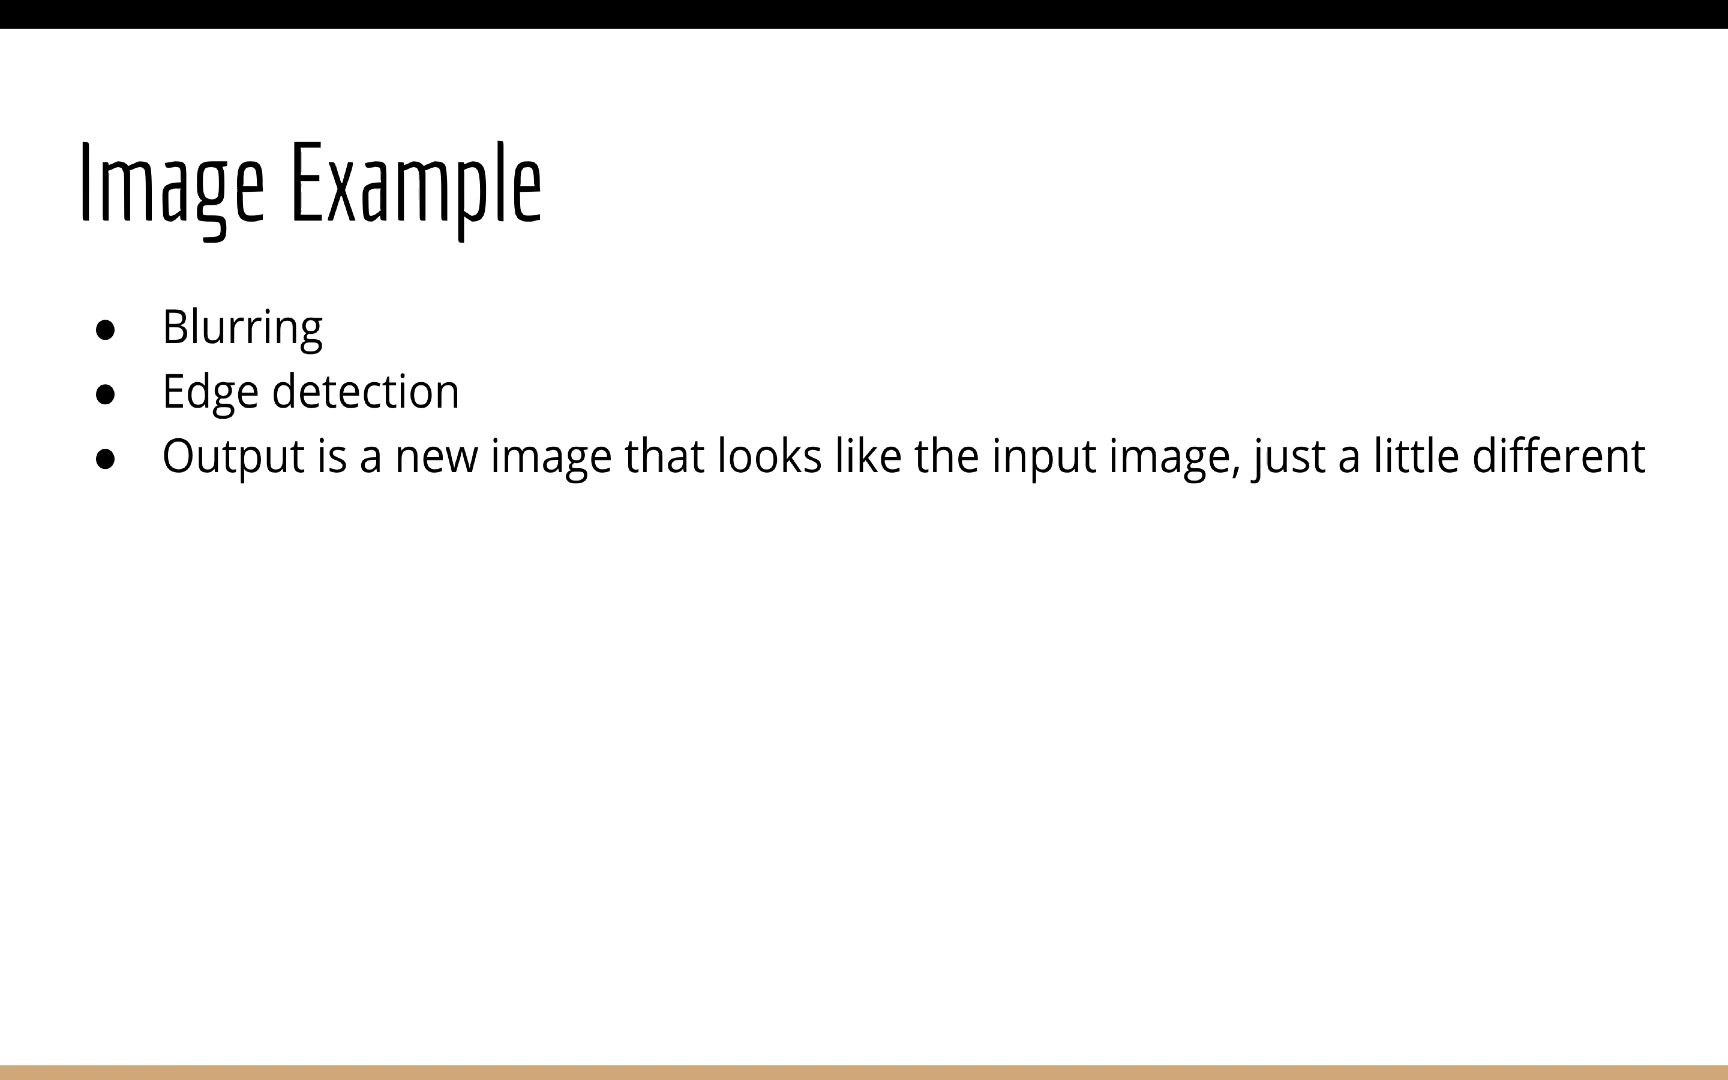 Image Example
● Blurring
● Edge detection
● Output is a new image that looks like the input image, just a little different